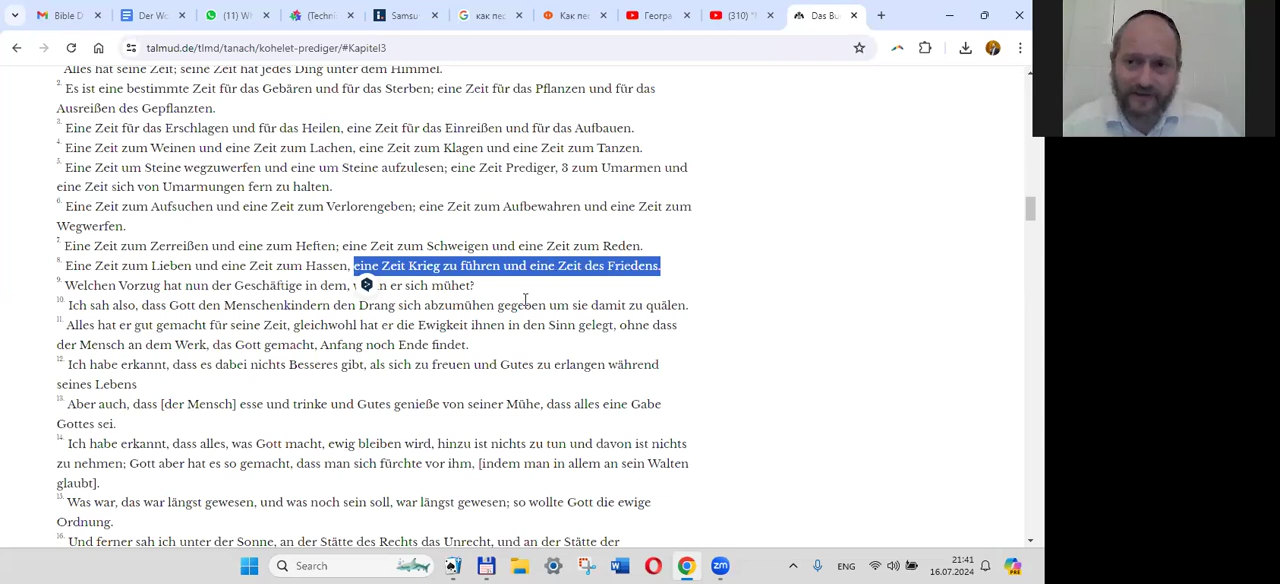 Bible D
Der Wo
(11) W
(Techni
Samsu
как пе
Как пе
Геогра
(310) "
Das Bu
talmud.de/tlmd/tanach/kohelet-prediger/#Kapitel3
Alles hat seine Zeit; seine Zeit hat jedes Ding unter dem Himmel.
2. Es ist eine bestimmte Zeit für das Gebären und für das Sterben; eine Zeit für das Pflanzen und für das
Ausreißen des Gepflanzten.
3. Eine Zeit für das Erschlagen und für das Heilen, eine Zeit für das Einreißen und für das Aufbauen.
4. Eine Zeit zum Weinen und eine Zeit zum Lachen, eine Zeit zum Klagen und eine Zeit zum Tanzen.
5. Eine Zeit um Steine wegzuwerfen und eine um Steine aufzulesen; eine Zeit Prediger, 3 zum Umarmen und
eine Zeit sich von Umarmungen fern zu halten.
6. Eine Zeit zum Aufsuchen und eine Zeit zum Verlorengeben; eine Zeit zum Aufbewahren und eine Zeit zum
Wegwerfen.
7. Eine Zeit zum Zerreißen und eine zum Heften; eine Zeit zum Schweigen und eine Zeit zum Reden.
8. Eine Zeit zum Lieben und eine Zeit zum Hassen, eine Zeit Krieg zu führen und eine Zeit des Friedens.
9. Welchen Vorzug hat nun der Geschäftige in dem, er sich mühet?
10. Ich sah also, dass Gott den Menschenkindern den Drang sich abzumühen gegeben um sie damit zu quälen.
11. Alles hat er gut gemacht für seine Zeit, gleichwohl hat er die Ewigkeit ihnen in den Sinn gelegt, ohne dass
der Mensch an dem Werk, das Gott gemacht, Anfang noch Ende findet.
12. Ich habe erkannt, dass es dabei nichts Besseres gibt, als sich zu freuen und Gutes zu erlangen während
seines Lebens
13. Aber auch, dass [der Mensch] esse und trinke und Gutes genieße von seiner Mühe, dass alles eine Gabe
Gottes sei.
14. Ich habe erkannt, dass alles, was Gott macht, ewig bleiben wird, hinzu ist nichts zu tun und davon ist nichts
zu nehmen; Gott aber hat es so gemacht, dass man sich fürchte vor ihm, [indem man in allem an sein Walten
glaubt].
15. Was war, das war längst gewesen, und was noch sein soll, war längst gewesen; so wollte Gott die ewige
Ordnung.
16. Und ferner sah ich unter der Sonne, an der Stätte des Rechts das Unrecht, und an der Stätte der
Search
ENG
21:41
16.07.2024